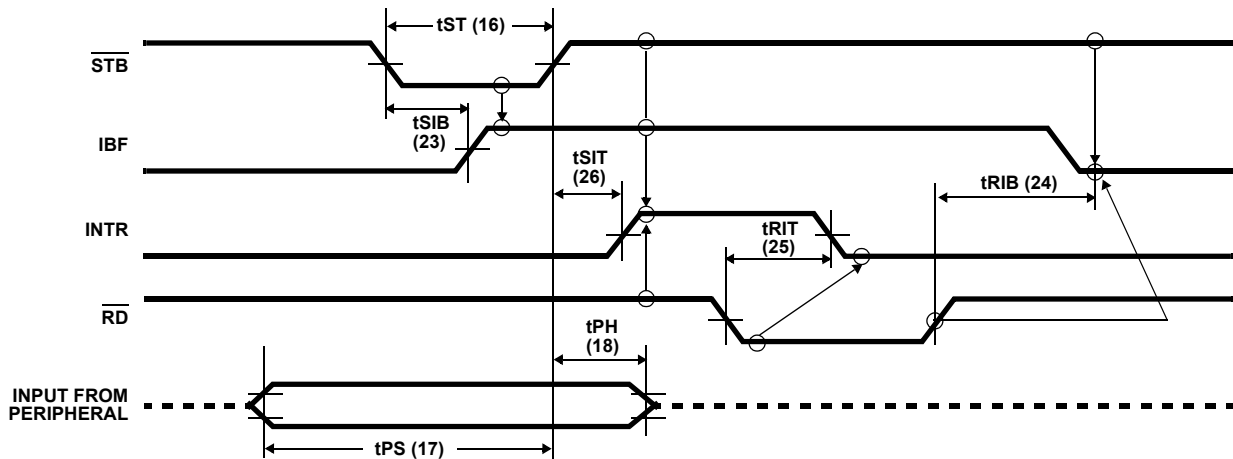 tST (16)
STB
tSIB
(23)
IBF
tSIT
(26)
tRIB (24)
INTR
tRIT
(25)
RD
tPH
(18)
INPUT FROM
PERIPHERAL
tPS (17)